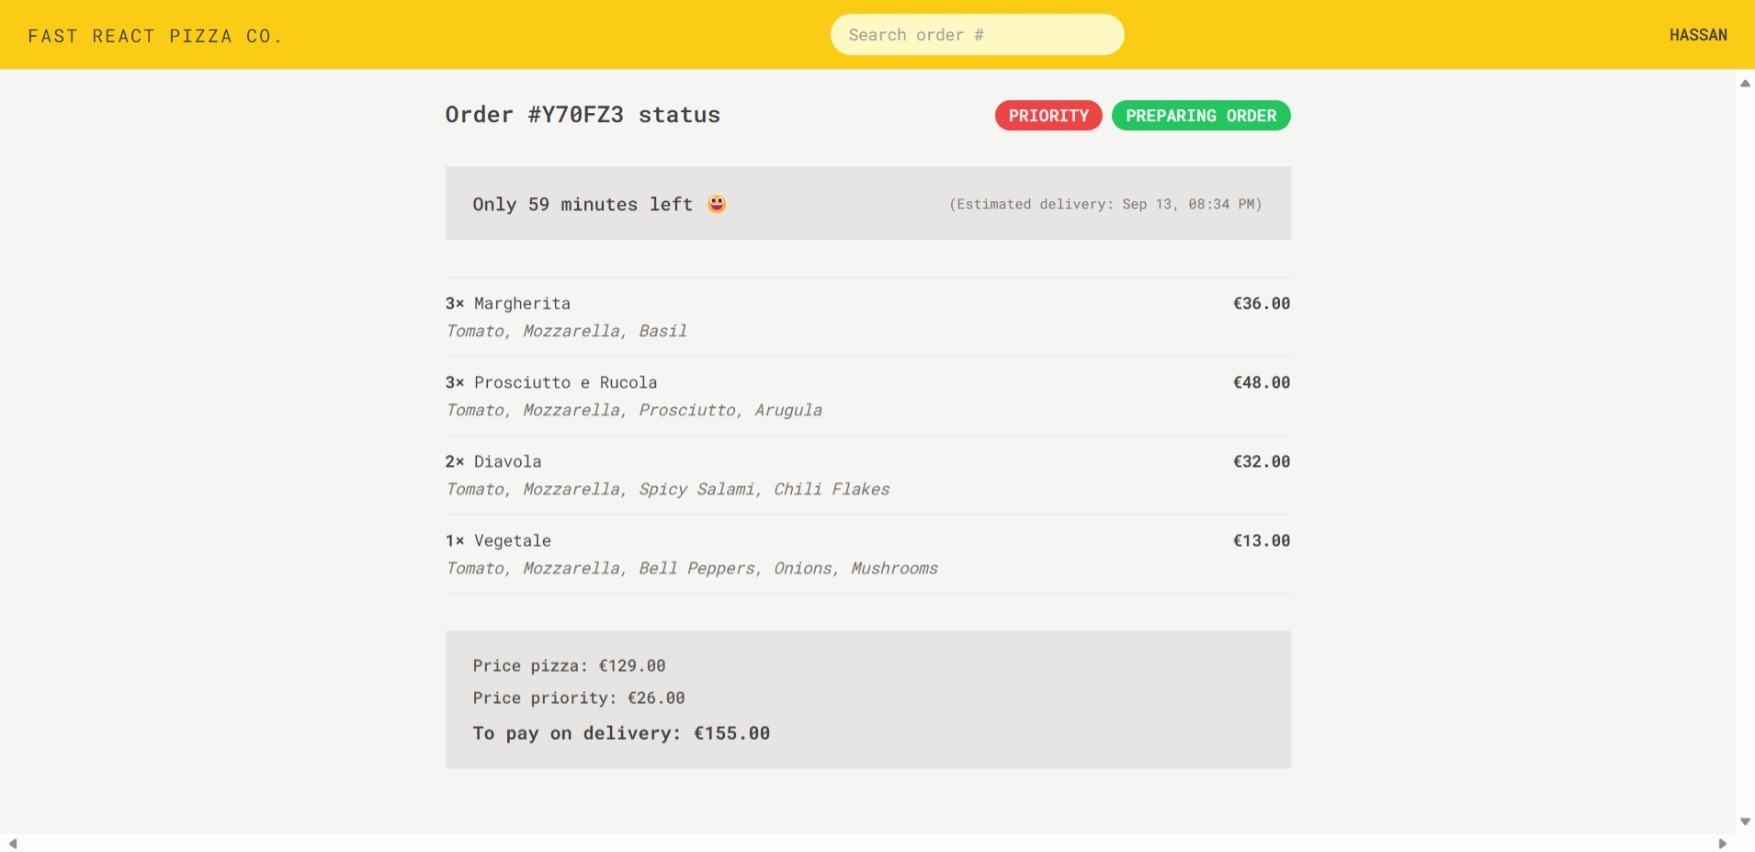 FAST REACT PIZZA CO.
Search order #
HASSAN
Order #Y70FZ3 status
PRIORITY
PREPARING ORDER
Only 59 minutes left 😃
(Estimated delivery: Sep 13, 08:34 PM)
3× Margherita
€36.00
Tomato, Mozzarella, Basil
3× Prosciutto e Rucola
€48.00
Tomato, Mozzarella, Prosciutto, Arugula
2× Diavola
€32.00
Tomato, Mozzarella, Spicy Salami, Chili Flakes
1× Vegetale
€13.00
Tomato, Mozzarella, Bell Peppers, Onions, Mushrooms
Price pizza: €129.00
Price priority: €26.00
To pay on delivery: €155.00